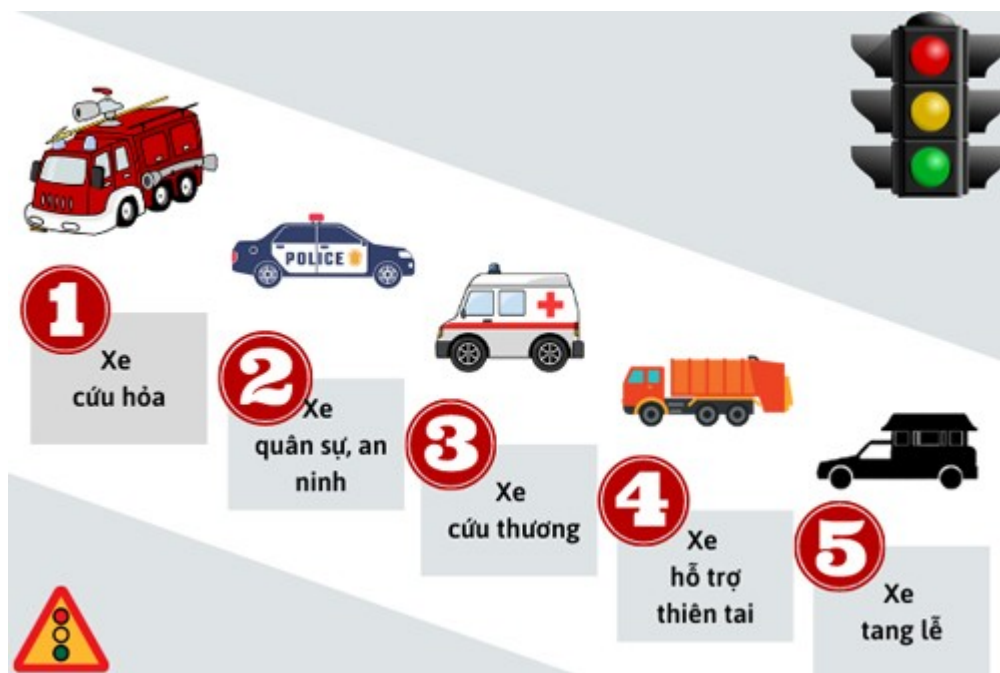 POLICE
1
Xe
cứu hỏa
2
Xe
quân sự, an
ninh
3
Xe
cứu thương
4
Xe
hỗ trợ
thiên tai
5
Xe
tang lễ